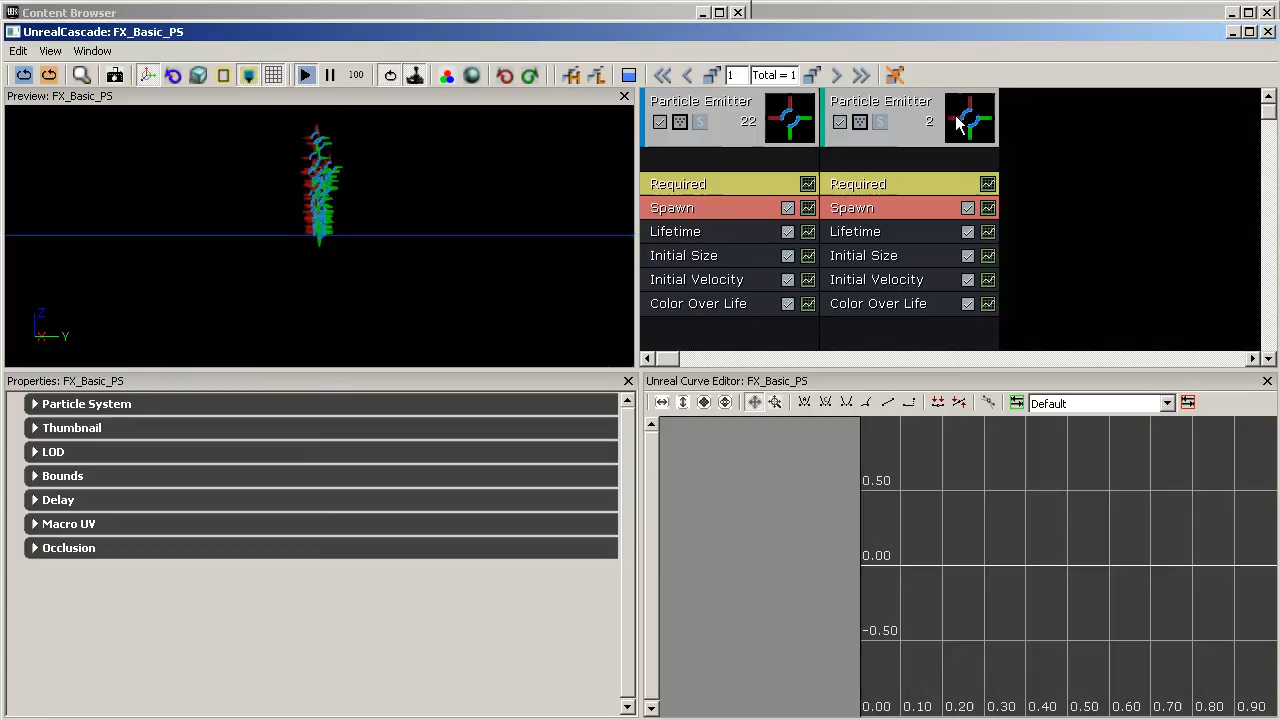 Content Browser
UnrealCascade: FX_Basic_PS
Edit View Window
100 1 Total = 1
Preview: FX_Basic_PS
Z
X Y
Particle Emitter
S 22
Required
Spawn
Lifetime
Initial Size
Initial Velocity
Color Over Life
Particle Emitter
S 2
Required
Spawn
Lifetime
Initial Size
Initial Velocity
Color Over Life
Properties: FX_Basic_PS
Particle System
Thumbnail
LOD
Bounds
Delay
Macro UV
Occlusion
Unreal Curve Editor: FX_Basic_PS
Default
0.50
0.00
-0.50
0.00 0.10 0.20 0.30 0.40 0.50 0.60 0.70 0.80 0.90